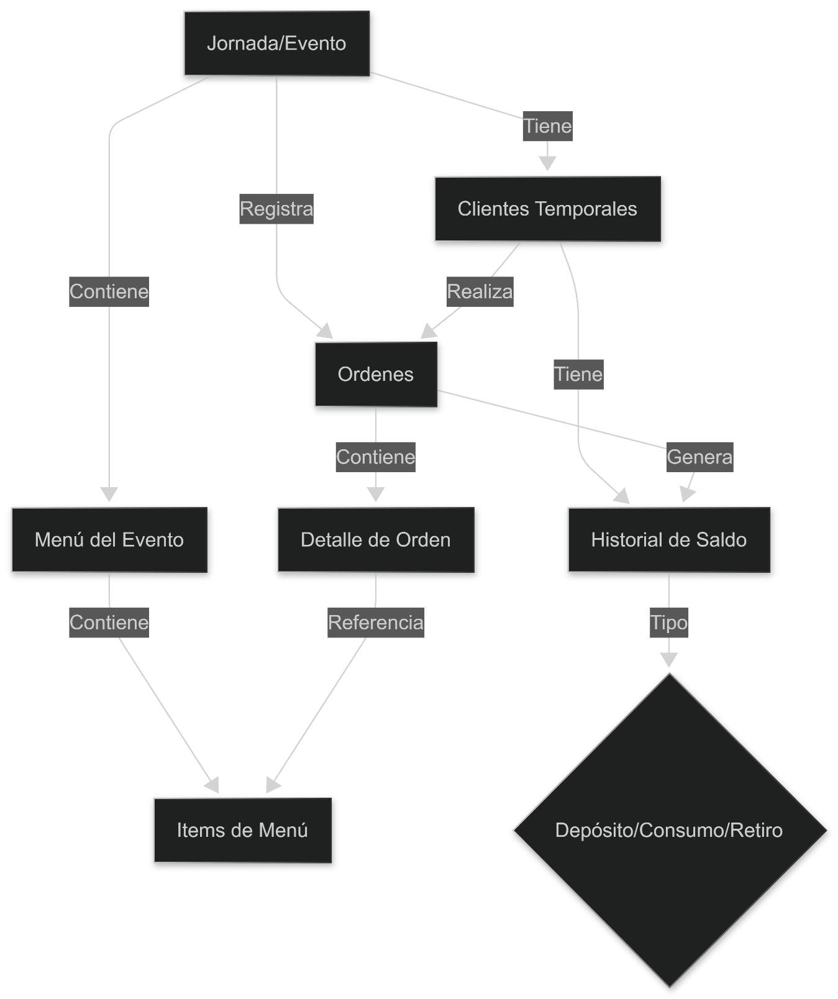 Jornada/Evento
Tiene
Registra
Clientes Temporales
Contiene
Realiza
Ordenes
Tiene
Contiene
Genera
Menú del Evento
Detalle de Orden
Historial de Saldo
Contiene
Referencia
Tipo
Items de Menú
Depósito/Consumo/Retiro